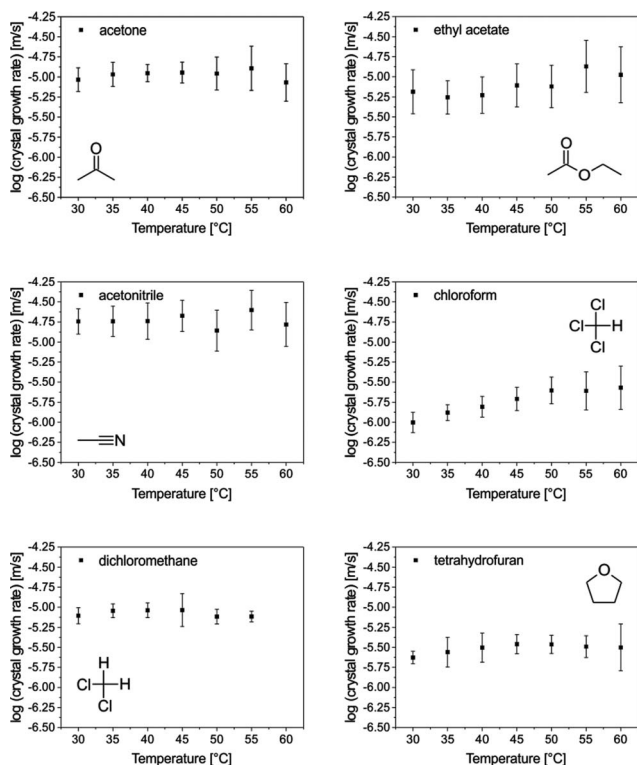 log (crystal growth rate) [m/s]
-4.25
-4.50
-4.75
-5.00
-5.25
-5.50
-5.75
-6.00
-6.25
-6.50
acetone
O
30 35 40 45 50 55 60
Temperature [°C]
log (crystal growth rate) [m/s]
-4.25
-4.50
-4.75
-5.00
-5.25
-5.50
-5.75
-6.00
-6.25
-6.50
ethyl acetate
O
O
30 35 40 45 50 55 60
Temperature [°C]
log (crystal growth rate) [m/s]
-4.25
-4.50
-4.75
-5.00
-5.25
-5.50
-5.75
-6.00
-6.25
-6.50
acetonitrile
N
30 35 40 45 50 55 60
Temperature [°C]
log (crystal growth rate) [m/s]
-4.25
-4.50
-4.75
-5.00
-5.25
-5.50
-5.75
-6.00
-6.25
-6.50
chloroform
Cl
Cl H
Cl
30 35 40 45 50 55 60
Temperature [°C]
log (crystal growth rate) [m/s]
-4.25
-4.50
-4.75
-5.00
-5.25
-5.50
-5.75
-6.00
-6.25
-6.50
dichloromethane
H
Cl H
Cl
30 35 40 45 50 55 60
Temperature [°C]
log (crystal growth rate) [m/s]
-4.25
-4.50
-4.75
-5.00
-5.25
-5.50
-5.75
-6.00
-6.25
-6.50
tetrahydrofuran
O
30 35 40 45 50 55 60
Temperature [°C]